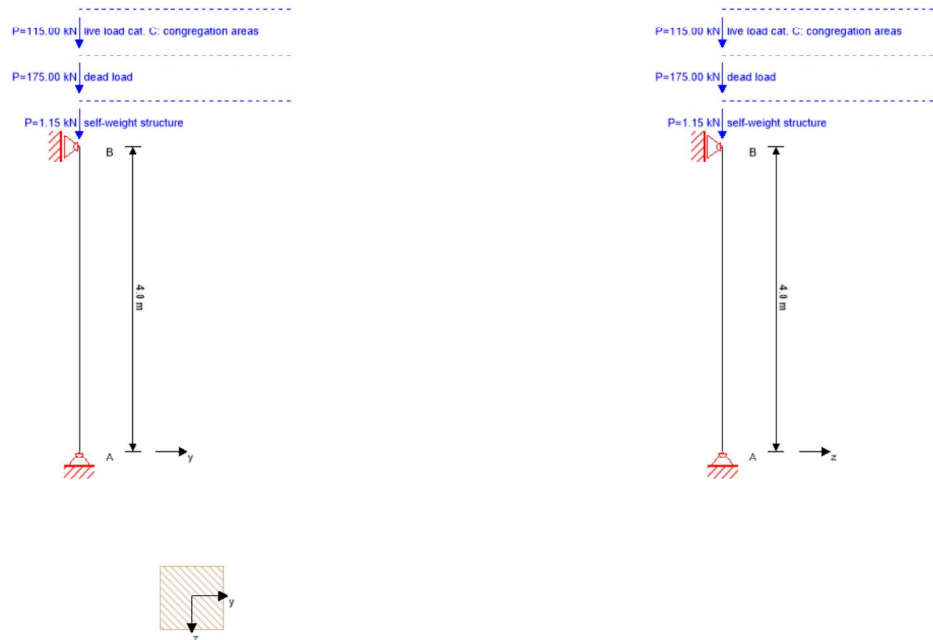 P=115.00 kN live load cat. C: congregation areas
P=175.00 kN dead load
P=1.15 kN self-weight structure
B
4.0 m
A
y
P=115.00 kN live load cat. C: congregation areas
P=175.00 kN dead load
P=1.15 kN self-weight structure
B
4.0 m
A
z
y
z